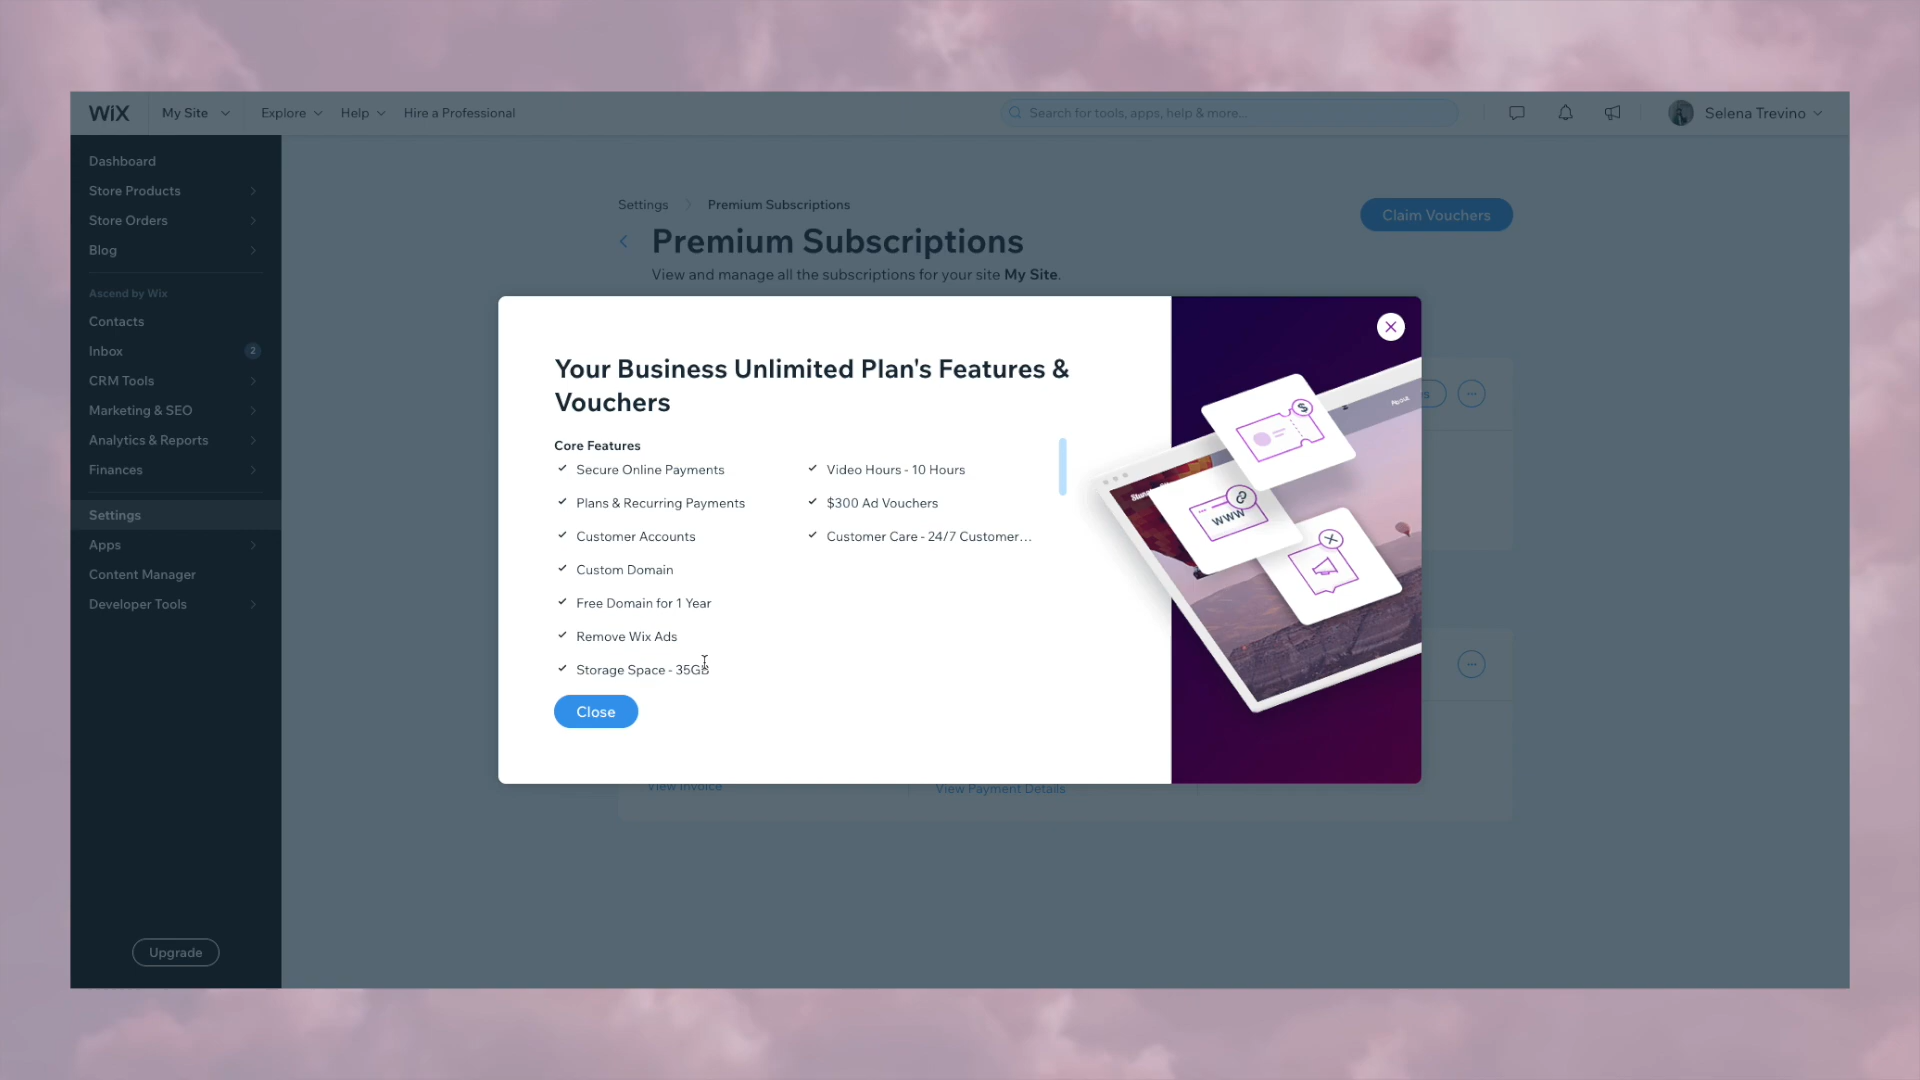 WiX My Site Explore Help Hire a Professional Search for tools, apps, help & more... Selena Trevino
Dashboard
Store Products
Store Orders
Blog
Ascend by Wix
Contacts
Inbox 2
CRM Tools
Marketing & SEO
Analytics & Reports
Finances
Settings
Apps
Content Manager
Developer Tools
Upgrade
Settings Premium Subscriptions
Claim Vouchers
Premium Subscriptions
View and manage all the subscriptions for your site My Site.
Your Business Unlimited Plan's Features &
Vouchers
Core Features
Secure Online Payments
Plans & Recurring Payments
Customer Accounts
Custom Domain
Free Domain for 1 Year
Remove Wix Ads
Storage Space - 35GB
Video Hours - 10 Hours
$300 Ad Vouchers
Customer Care - 24/7 Customer...
Close
About
$
www
View Invoice
View Payment Details